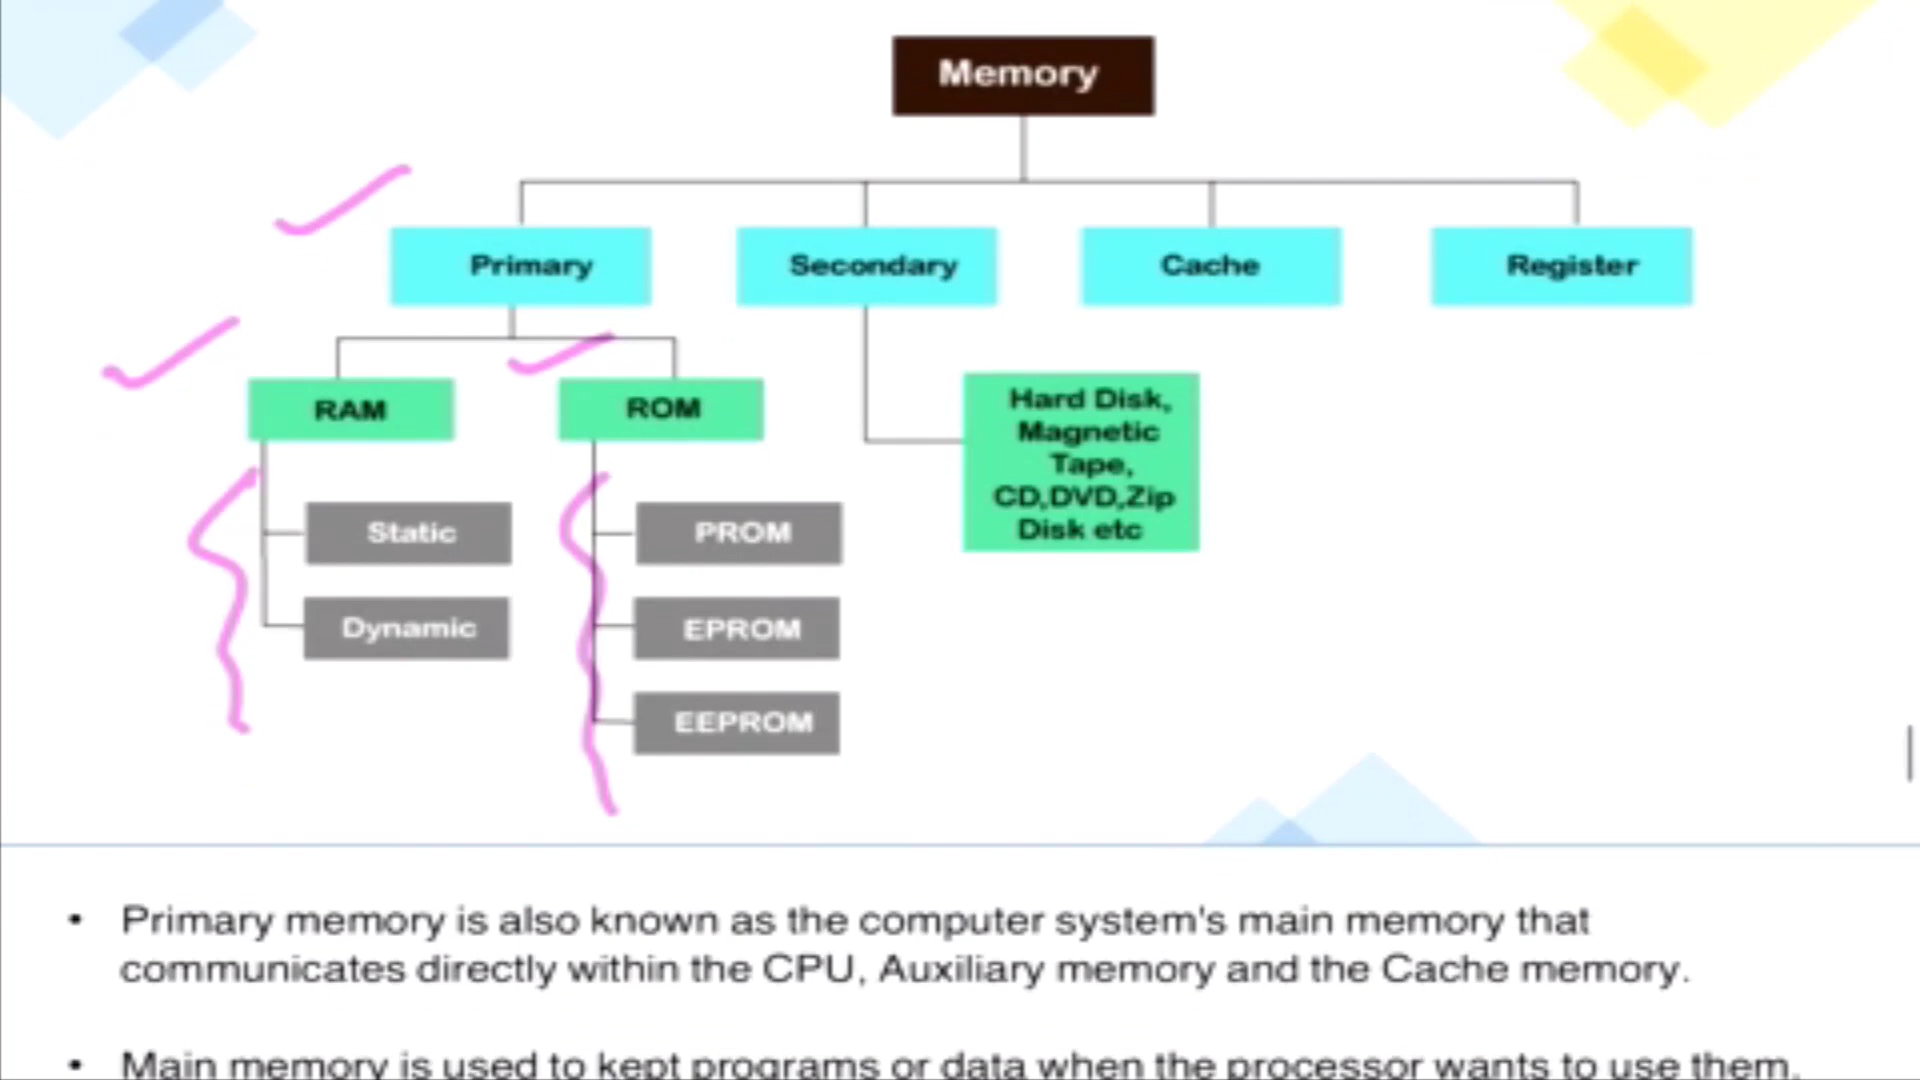 Memory
Primary
Secondary
Cache
Register
RAM
ROM
Hard Disk,
Magnetic
Tape,
CD,DVD,Zip
Disk etc
Static
PROM
Dynamic
EPROM
EEPROM
• Primary memory is also known as the computer system's main memory that
communicates directly within the CPU, Auxiliary memory and the Cache memory.
• Main memory is used to kept programs or data when the processor wants to use them.